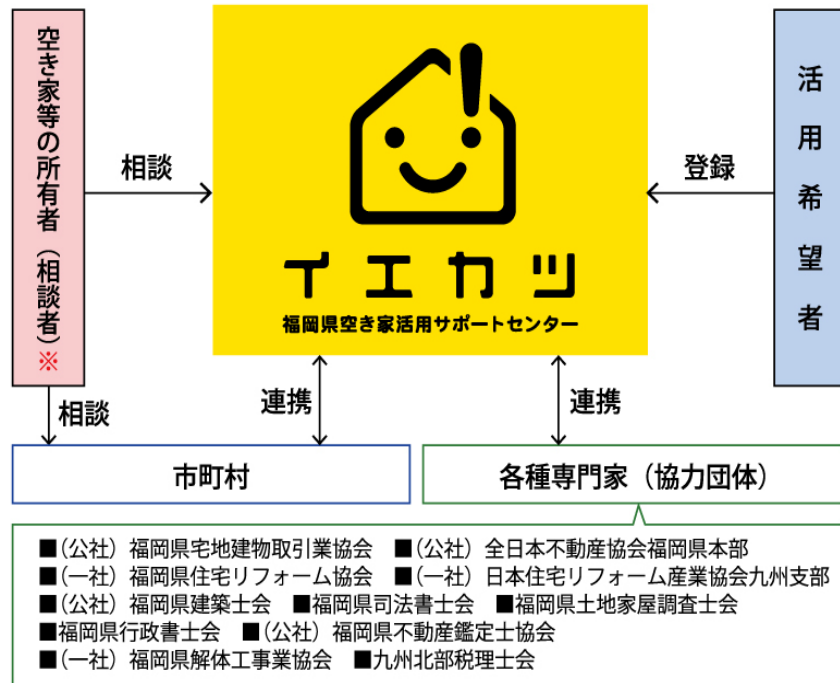 空き家等の所有者（相談者）※
相談
イエカツ
福岡県空き家活用サポートセンター
登録
活用希望者
相談
連携
連携
市町村
各種専門家（協力団体）
■（公社）福岡県宅地建物取引業協会　■（公社）全日本不動産協会福岡県本部
■（一社）福岡県住宅リフォーム協会　■（一社）日本住宅リフォーム産業協会九州支部
■（公社）福岡県建築士会　■福岡県司法書士会　■福岡県土地家屋調査士会
■福岡県行政書士会　■（公社）福岡県不動産鑑定士協会
■（一社）福岡県解体工事業協会　■九州北部税理士会